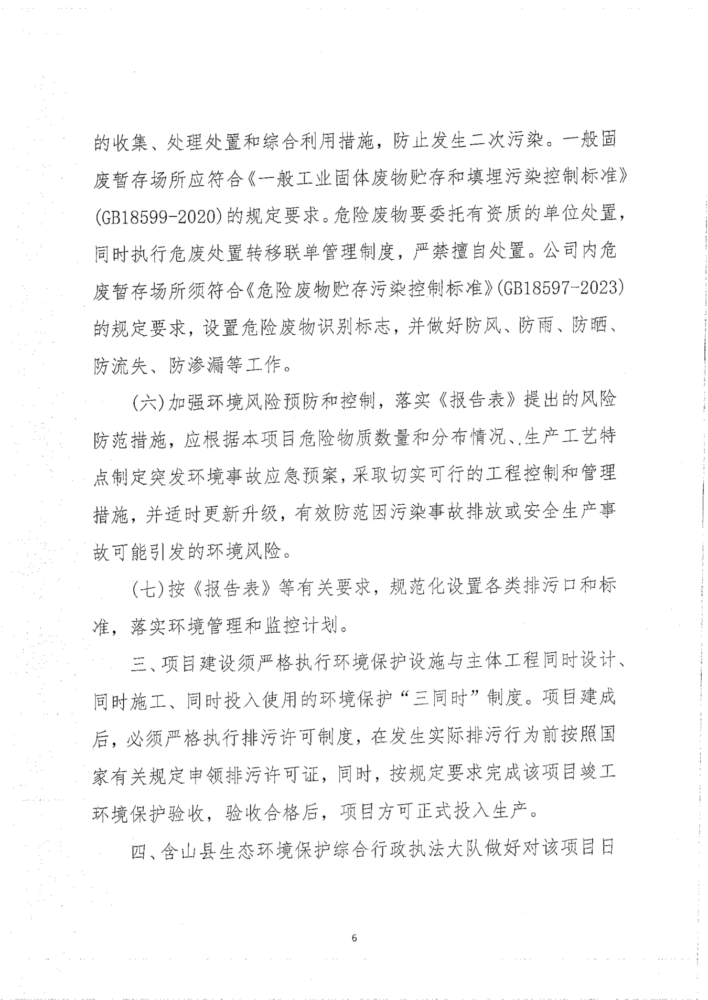 的收集、处理处置和综合利用措施，防止发生二次污染。一般固
废暂存场所应符合《一般工业固体废物贮存和填埋污染控制标准》
(GB18599-2020)的规定要求。危险废物要委托有资质的单位处置，
同时执行危废处置转移联单管理制度，严禁擅自处置。公司内危
废暂存场所须符合《危险废物贮存污染控制标准》(GB18597-2023)
的规定要求，设置危险废物识别标志，并做好防风、防雨、防晒、
防流失、防渗漏等工作。
(六)加强环境风险预防和控制，落实《报告表》提出的风险
防范措施，应根据本项目危险物质数量和分布情况、生产工艺特
点制定突发环境事故应急预案，采取切实可行的工程控制和管理
措施，并适时更新升级，有效防范因污染事故排放或安全生产事
故可能引发的环境风险。
(七)按《报告表》等有关要求，规范化设置各类排污口和标
准，落实环境管理和监控计划。
三、项目建设须严格执行环境保护设施与主体工程同时设计、
同时施工、同时投入使用的环境保护“三同时”制度。项目建成
后，必须严格执行排污许可制度，在发生实际排污行为前按照国
家有关规定申领排污许可证，同时，按规定要求完成该项目竣工
环境保护验收，验收合格后，项目方可正式投入生产。
四、含山县生态环境保护综合行政执法大队做好对该项目日
6